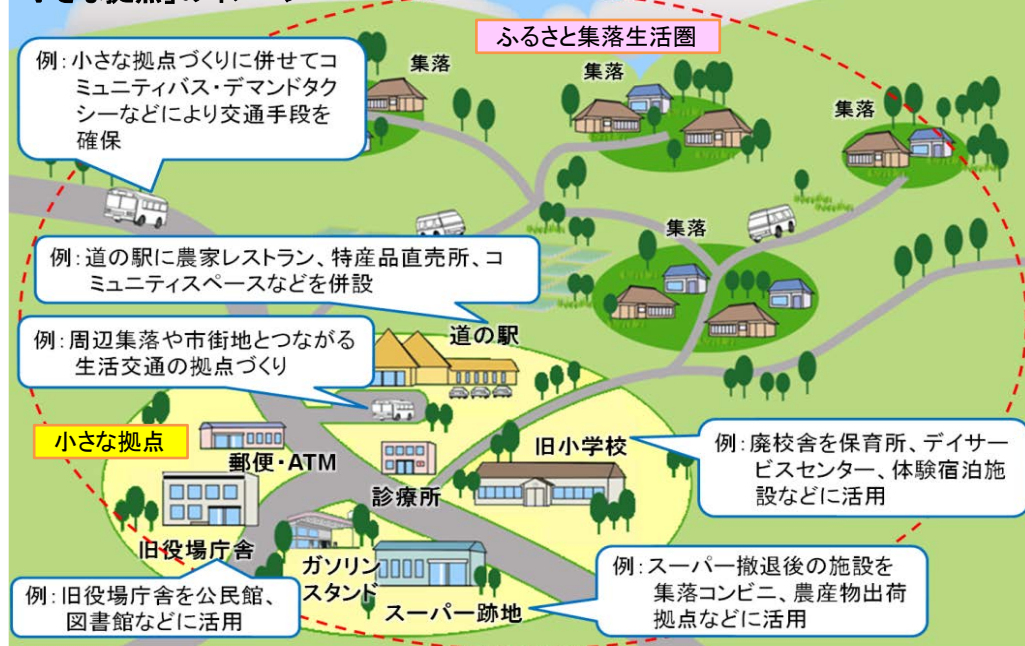 ふるさと集落生活圏
例：小さな拠点づくりに併せてコ
ミュニティバス・デマンドタク
シーなどにより交通手段を
確保
集落
集落
集落
集落
例：道の駅に農家レストラン、特産品直売所、コ
ミュニティスペースなどを併設
道の駅
例：周辺集落や市街地とつながる
生活交通の拠点づくり
小さな拠点
郵便・ATM
診療所
旧小学校
例：廃校舎を保育所、デイサー
ビスセンター、体験宿泊施
設などに活用
旧役場庁舎
ガソリン
スタンド
スーパー跡地
例：旧役場庁舎を公民館、
図書館などに活用
例：スーパー撤退後の施設を
集落コンビニ、農産物出荷
拠点などに活用